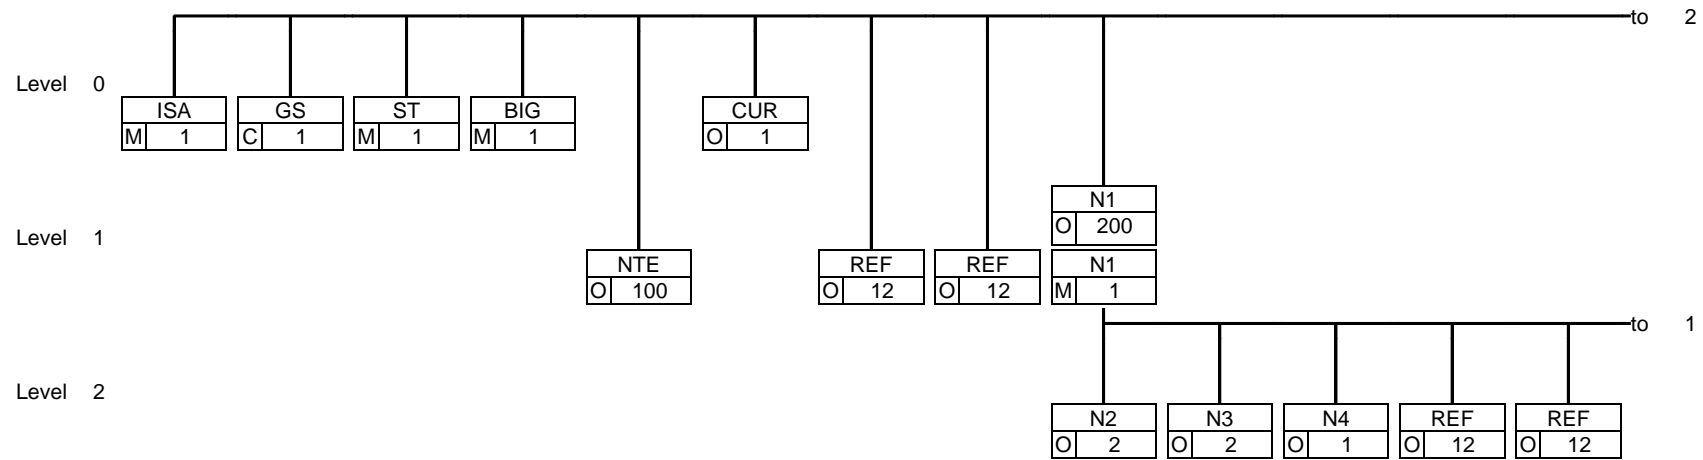 to 2
Level 0
ISA GS ST BIG CUR
M 1 C 1 M 1 M 1 O 1
N1
O 200
Level 1
NTE REF REF N1
O 100 O 12 O 12 M 1
to 1
Level 2
N2 N3 N4 REF REF
O 2 O 2 O 1 O 12 O 12